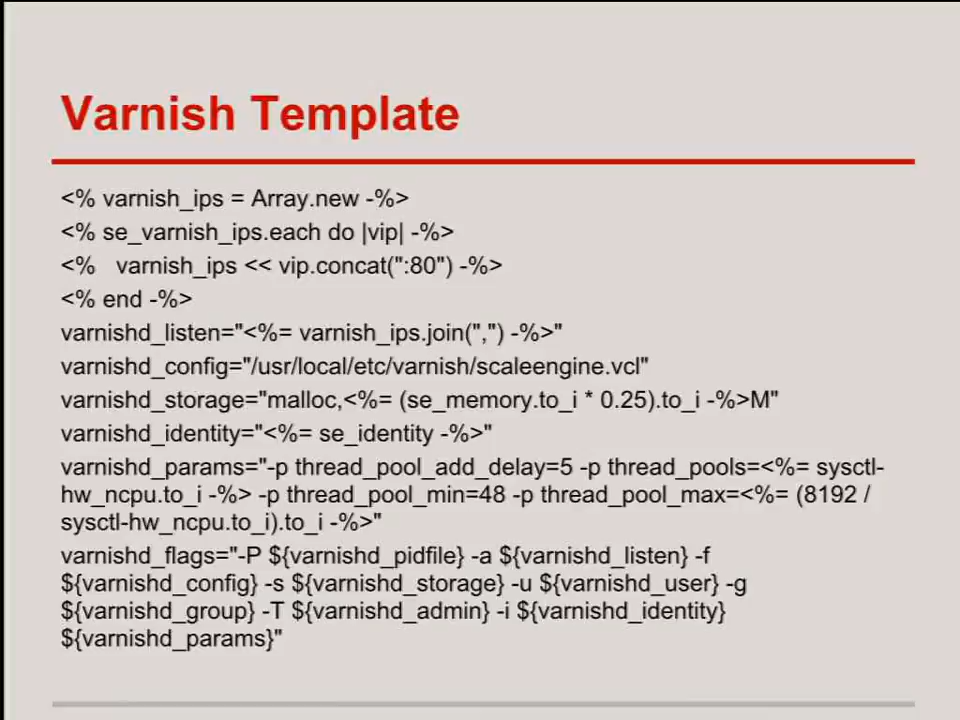 Varnish Template
<% varnish_ips = Array.new -%>
<% se_varnish_ips.each do |vip| -%>
<%   varnish_ips << vip.concat(":80") -%>
<% end -%>
varnishd_listen="<%= varnish_ips.join(",") -%>"
varnishd_config="/usr/local/etc/varnish/scaleengine.vcl"
varnishd_storage="malloc,<%= (se_memory.to_i * 0.25).to_i -%>M"
varnishd_identity="<%= se_identity -%>"
varnishd_params="-p thread_pool_add_delay=5 -p thread_pools=<%= sysctl-
hw_ncpu.to_i -%> -p thread_pool_min=48 -p thread_pool_max=<%= (8192 /
sysctl-hw_ncpu.to_i).to_i -%>"
varnishd_flags="-P ${varnishd_pidfile} -a ${varnishd_listen} -f
${varnishd_config} -s ${varnishd_storage} -u ${varnishd_user} -g
${varnishd_group} -T ${varnishd_admin} -i ${varnishd_identity}
${varnishd_params}"